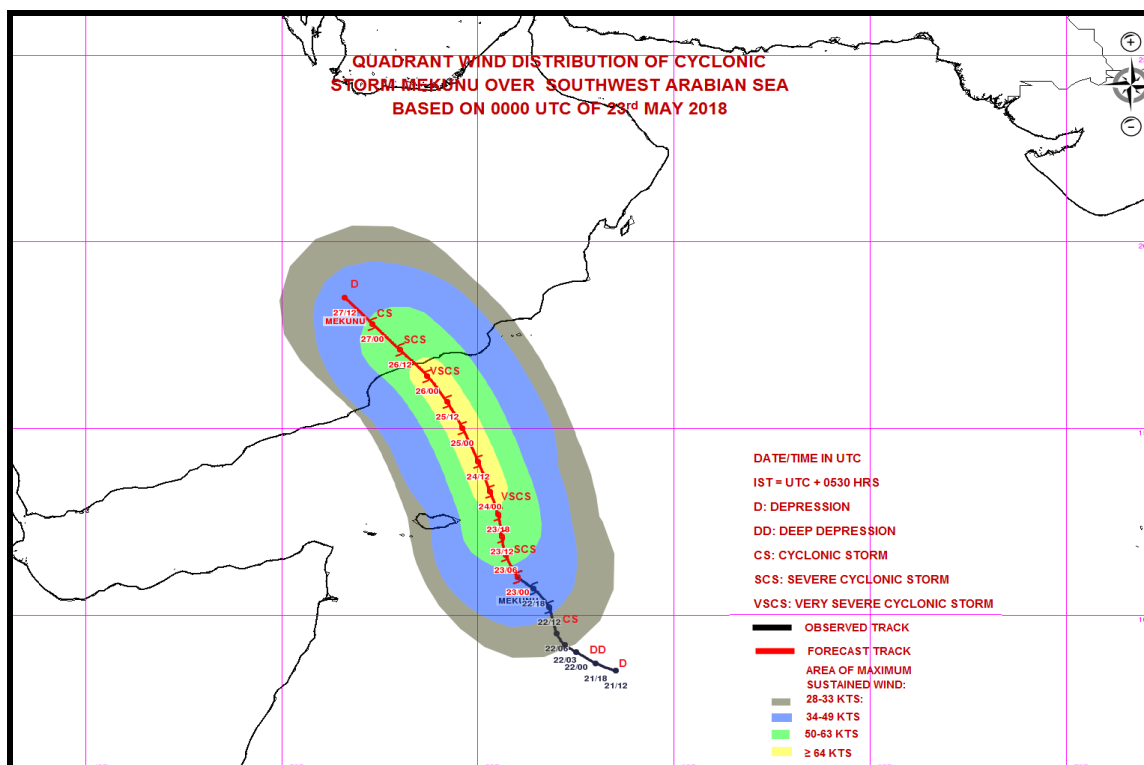 QUADRANT WIND DISTRIBUTION OF CYCLONIC
STORM MEKUNU OVER SOUTHWEST ARABIAN SEA
BASED ON 0000 UTC OF 23rd MAY 2018
D
27/12
MEKUNU
CS
27/00
SCS
26/12
VSCS
26/00
25/12
25/00
24/12
VSCS
24/00
23/18
23/12
SCS
23/06
23/00
MEKUNU
22/18
22/12
CS
22/06
22/03
22/00
DD
21/18
D
21/12
DATE/TIME IN UTC
IST = UTC + 0530 HRS
D: DEPRESSION
DD: DEEP DEPRESSION
CS: CYCLONIC STORM
SCS: SEVERE CYCLONIC STORM
VSCS: VERY SEVERE CYCLONIC STORM
OBSERVED TRACK
FORECAST TRACK
AREA OF MAXIMUM
SUSTAINED WIND:
28-33 KTS:
34-49 KTS
50-63 KTS
≥ 64 KTS